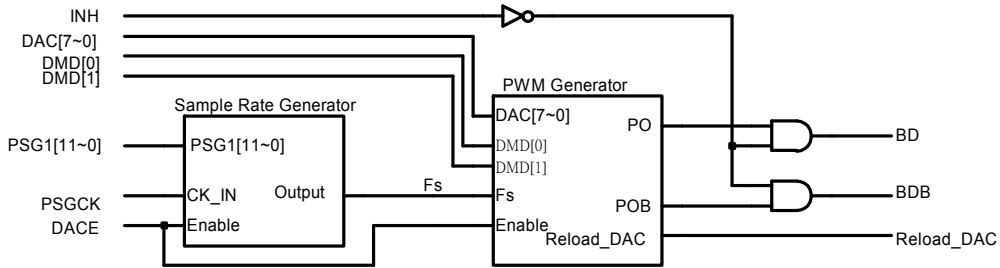 INH
DAC[7~0]
DMD[0]
DMD[1]
PWM Generator
Sample Rate Generator
DAC[7~0]
PO
BD
PSG1[11~0]
PSG1[11~0]
DMD[0]
DMD[1]
PSGCK
CK_IN
Output
Fs
Fs
POB
BDB
DACE
Enable
Enable
Reload_DAC
Reload_DAC